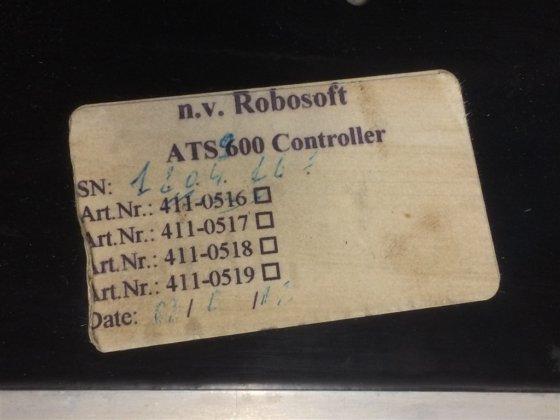 n.v. Robosoft
ATS 600 Controller
SN:
Art.Nr.: 411-0516
Art.Nr.: 411-0517
Art.Nr.: 411-0518
Art.Nr.: 411-0519
Date: / /